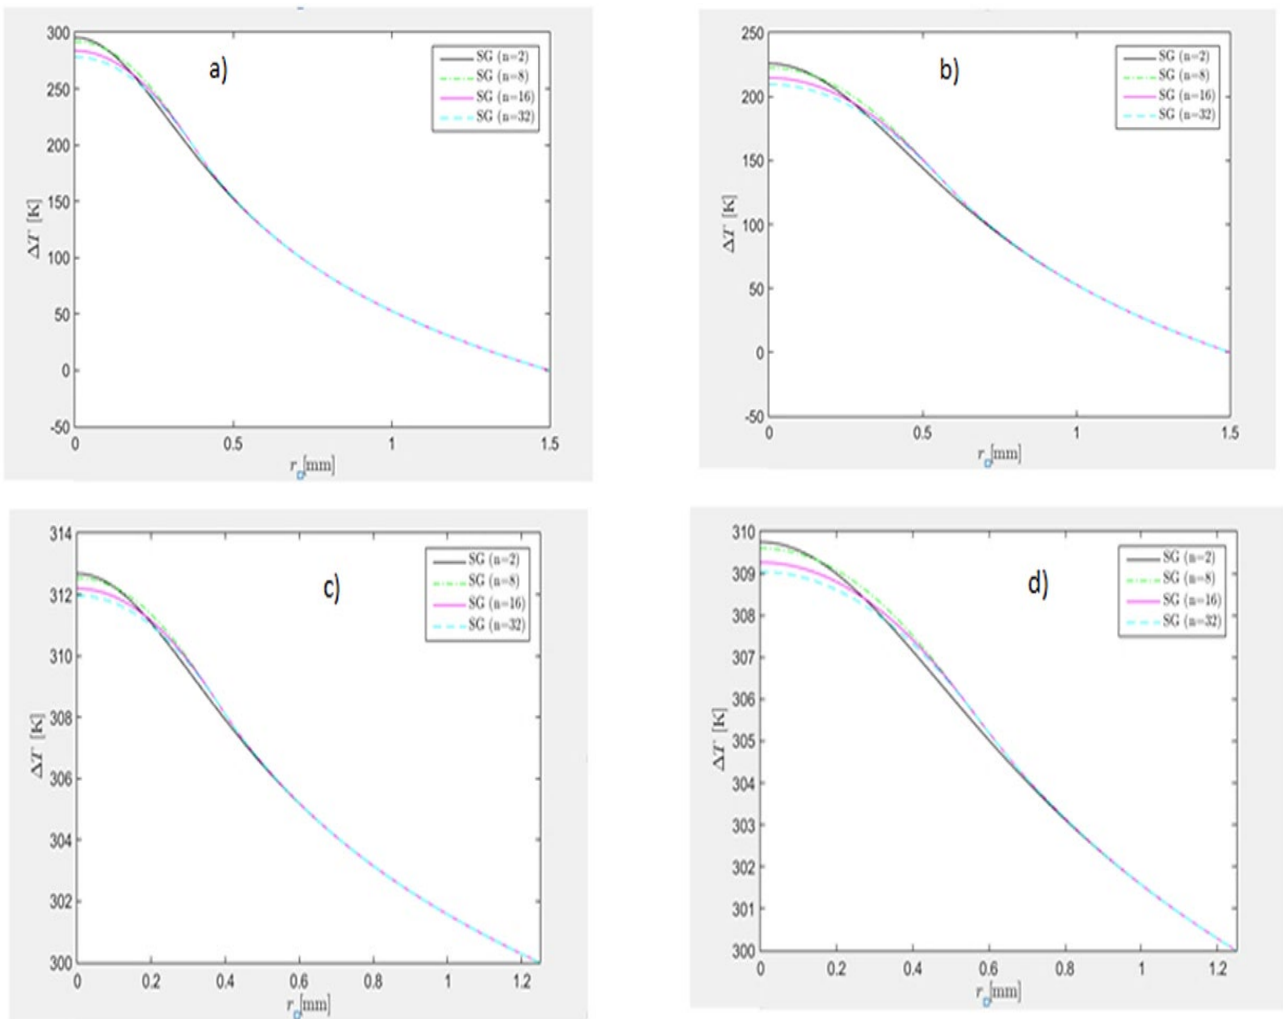 300
250
200
150
100
50
0
-50
ΔT [K]
a)
SG (n=2)
SG (n=8)
SG (n=16)
SG (n=32)
0 0.5 1 1.5
r [mm]
250
200
150
100
50
0
-50
ΔT [K]
b)
SG (n=2)
SG (n=8)
SG (n=16)
SG (n=32)
0 0.5 1 1.5
r [mm]
314
312
310
308
306
304
302
300
ΔT [K]
c)
SG (n=2)
SG (n=8)
SG (n=16)
SG (n=32)
0 0.2 0.4 0.6 0.8 1 1.2
r [mm]
310
309
308
307
306
305
304
303
302
301
300
ΔT [K]
d)
SG (n=2)
SG (n=8)
SG (n=16)
SG (n=32)
0 0.2 0.4 0.6 0.8 1 1.2
r [mm]